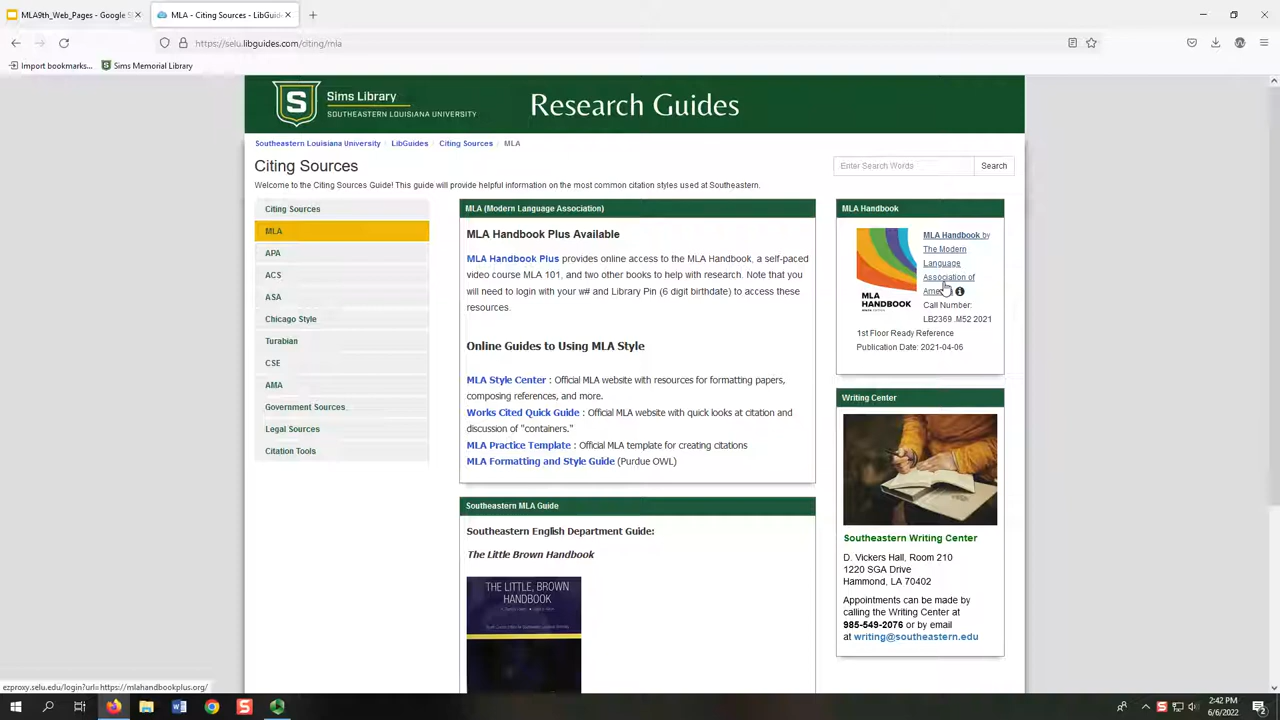 MLA9th_Web_Pages - Google S
MLA - Citing Sources - LibGuid
https://selu.libguides.com/citing/mla
Import bookmarks...
Sims Memorial Library
S
Sims Library
SOUTHEASTERN LOUISIANA UNIVERSITY
Research Guides
Southeastern Louisiana University / LibGuides / Citing Sources / MLA
Citing Sources
Enter Search Words
Search
Welcome to the Citing Sources Guide! This guide will provide helpful information on the most common citation styles used at Southeastern.
Citing Sources
MLA
APA
ACS
ASA
Chicago Style
Turabian
CSE
AMA
Government Sources
Legal Sources
Citation Tools
MLA (Modern Language Association)
MLA Handbook Plus Available
MLA Handbook Plus provides online access to the MLA Handbook, a self-paced
video course MLA 101, and two other books to help with research. Note that you
will need to login with your w# and Library Pin (6 digit birthdate) to access these
resources.
Online Guides to Using MLA Style
MLA Style Center : Official MLA website with resources for formatting papers,
composing references, and more.
Works Cited Quick Guide : Official MLA website with quick looks at citation and
discussion of "containers."
MLA Practice Template : Official MLA template for creating citations
MLA Formatting and Style Guide (Purdue OWL)
Southeastern MLA Guide
Southeastern English Department Guide:
The Little Brown Handbook
THE LITTLE, BROWN
HANDBOOK
MLA Handbook
MLA
HANDBOOK
MLA Handbook by
The Modern
Language
Association of
Call Number:
LB2369 .M52 2021
1st Floor Ready Reference
Publication Date: 2021-04-06
Writing Center
Southeastern Writing Center
D. Vickers Hall, Room 210
1220 SGA Drive
Hammond, LA 70402
Appointments can be made by
calling the Writing Center at
985-549-2076 or by email
at writing@southeastern.edu
ezproxy.selu.edu/login?url=https://mlahandbookplus.org/
2:42 PM
6/6/2022